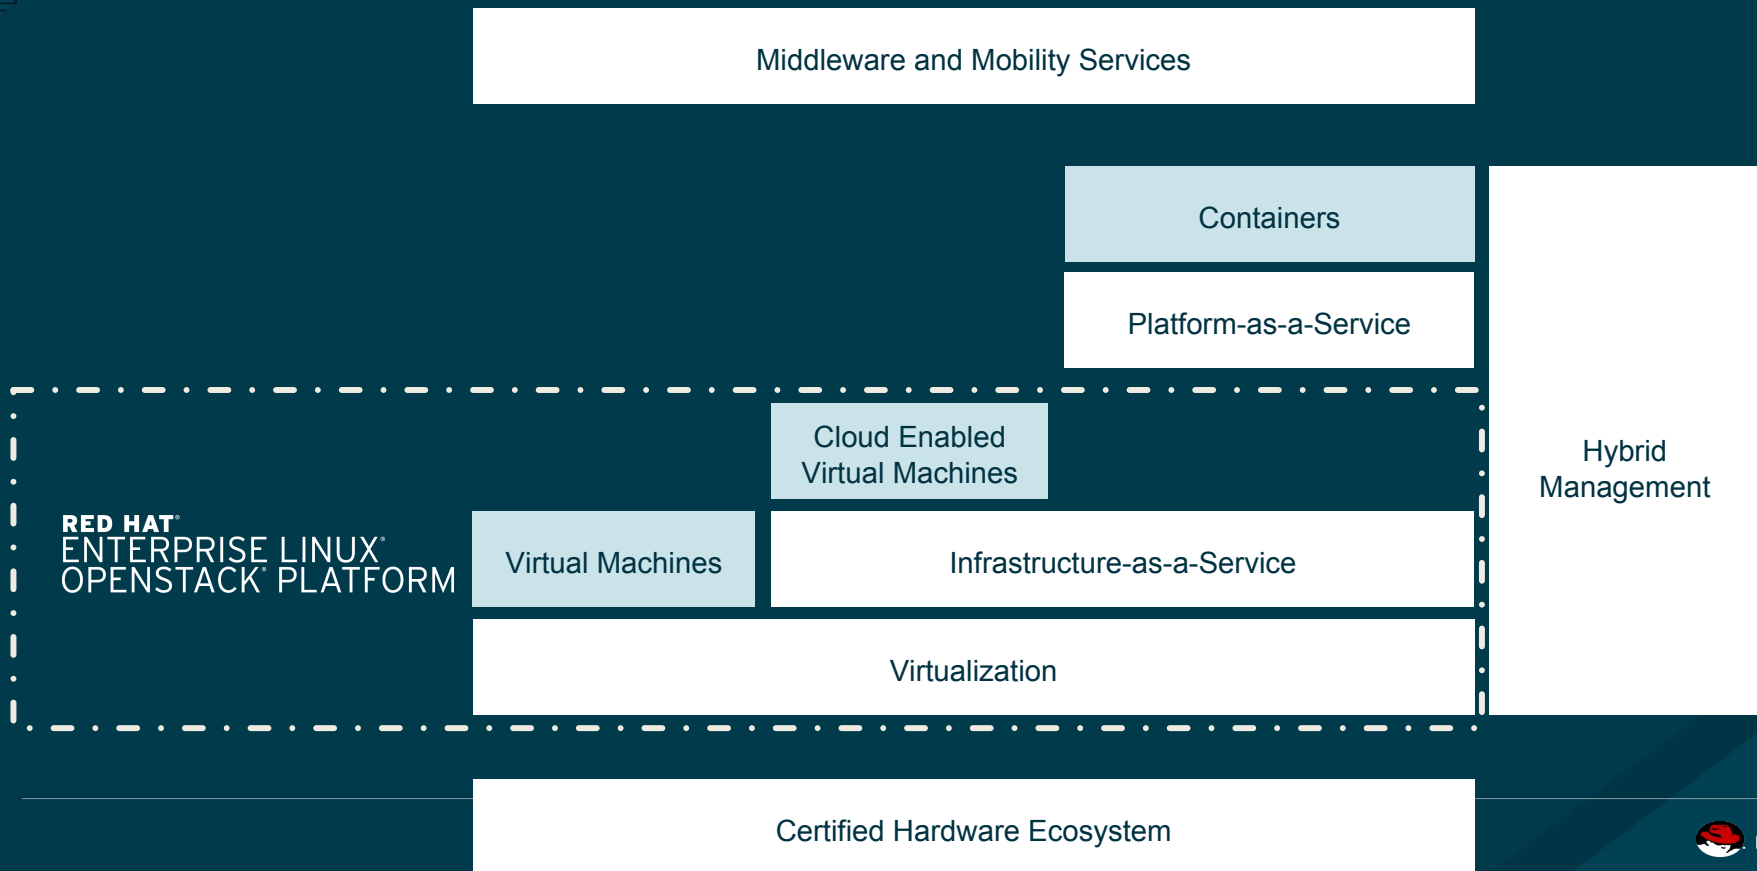 Middleware and Mobility Services
Containers
Platform-as-a-Service
Cloud Enabled
Virtual Machines
Hybrid
Management
RED HAT®
ENTERPRISE LINUX®
OPENSTACK® PLATFORM
Virtual Machines
Infrastructure-as-a-Service
Virtualization
Certified Hardware Ecosystem